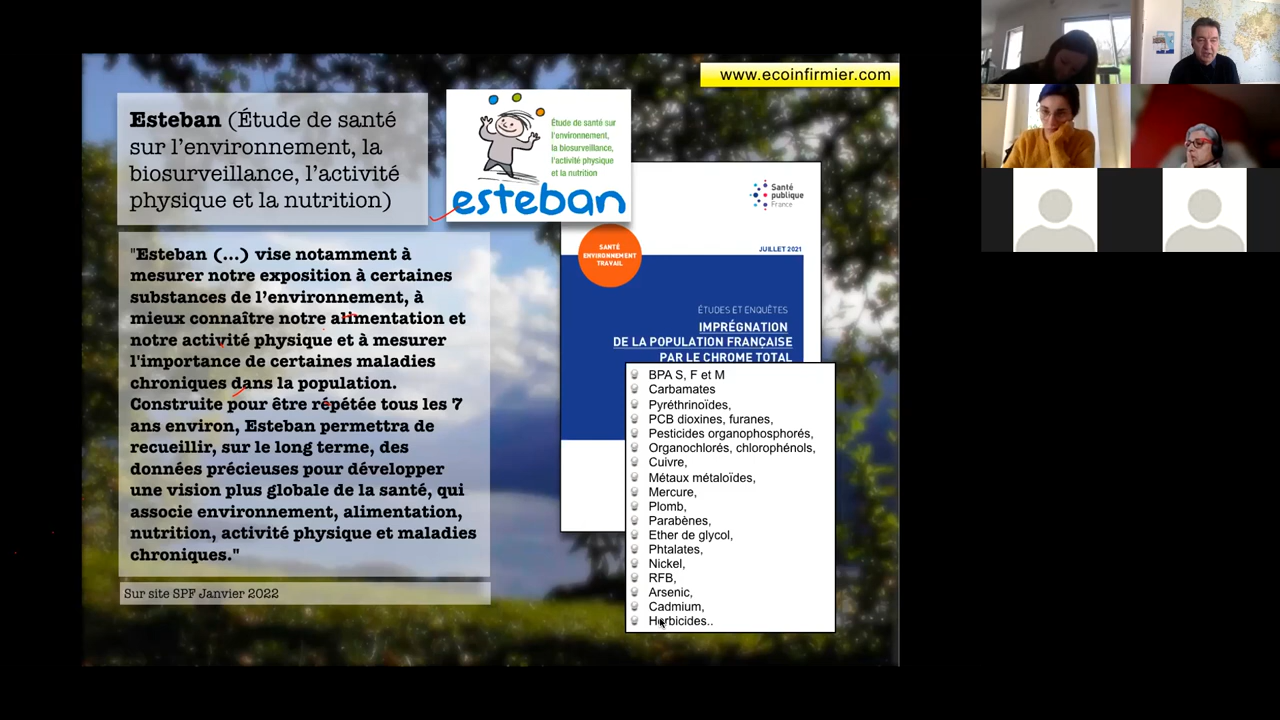 www.ecoinfirmier.com
Esteban (Étude de santé
sur l'environnement, la
biosurveillance, l'activité
physique et la nutrition)
Étude de santé sur
l'environnement,
la biosurveillance,
l'activité physique
et la nutrition
esteban
"Esteban (...) vise notamment à
mesurer notre exposition à certaines
substances de l'environnement, à
mieux connaître notre alimentation et
notre activité physique et à mesurer
l'importance de certaines maladies
chroniques dans la population.
Construite pour être répétée tous les 7
ans environ, Esteban permettra de
recueillir, sur le long terme, des
données précieuses pour développer
une vision plus globale de la santé, qui
associe environnement, alimentation,
nutrition, activité physique et maladies
chroniques."
Sur site SPF Janvier 2022
Santé
publique
France
JUILLET 2021
SANTÉ
ENVIRONNEMENT
TRAVAIL
ÉTUDES ET ENQUÊTES
IMPRÉGNATION
DE LA POPULATION FRANÇAISE
PAR LE CHROME TOTAL
BPA S, F et M
Carbamates
Pyréthrinoïdes,
PCB dioxines, furanes,
Pesticides organophosphorés,
Organochlorés, chlorophénols,
Cuivre,
Métaux métaloïdes,
Mercure,
Plomb,
Parabènes,
Ether de glycol,
Phtalates,
Nickel,
RFB,
Arsenic,
Cadmium,
Herbicides..